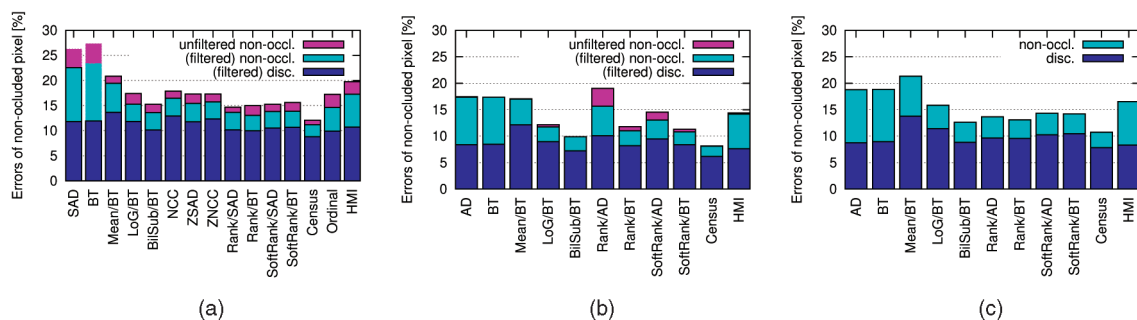 Errors of non-occluded pixel [%]
30
25
20
15
10
5
0
unfiltered non-occl.
(filtered) non-occl.
(filtered) disc.
SAD
BT
Mean/BT
LoG/BT
BilSub/BT
NCC
ZSAD
ZNCC
Rank/SAD
Rank/BT
SoftRank/SAD
SoftRank/BT
Census
Ordinal
HMI
(a)
Errors of non-occluded pixel [%]
30
25
20
15
10
5
0
unfiltered non-occl.
(filtered) non-occl.
(filtered) disc.
AD
BT
Mean/BT
LoG/BT
BilSub/BT
Rank/AD
Rank/BT
SoftRank/AD
SoftRank/BT
Census
HMI
(b)
Errors of non-occluded pixel [%]
30
25
20
15
10
5
0
non-occl.
disc.
AD
BT
Mean/BT
LoG/BT
BilSub/BT
Rank/AD
Rank/BT
SoftRank/AD
SoftRank/BT
Census
HMI
(c)